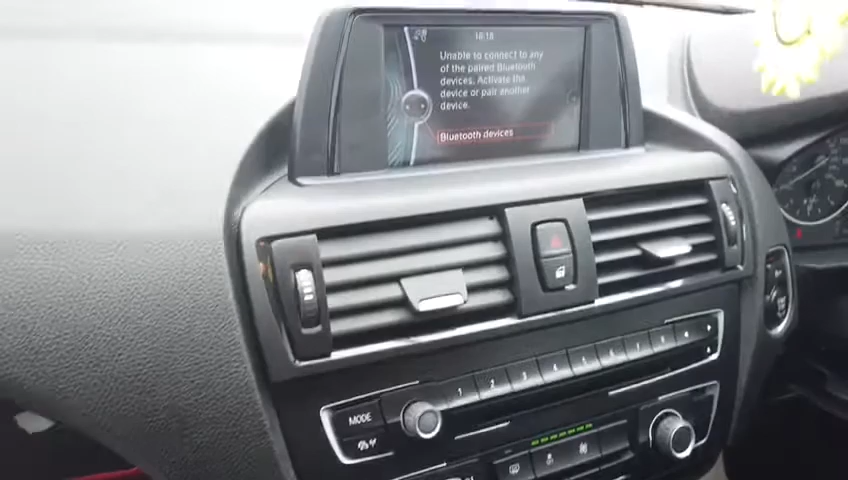 16:18
Unable to connect to any
of the paired Bluetooth
devices. Activate the
device or pair another
device.
Bluetooth devices
1 2 3 4 5 6 7 8
MODE